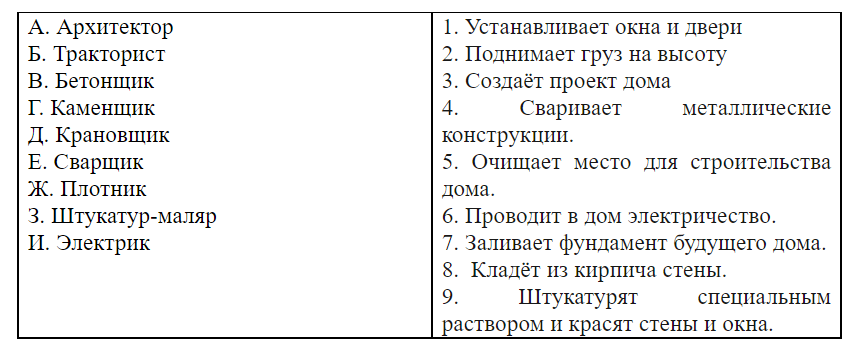 А. Архитектор
Б. Тракторист
В. Бетонщик
Г. Каменщик
Д. Крановщик
Е. Сварщик
Ж. Плотник
З. Штукатур-маляр
И. Электрик
1. Устанавливает окна и двери
2. Поднимает груз на высоту
3. Создаёт проект дома
4. Сваривает металлические
конструкции.
5. Очищает место для строительства
дома.
6. Проводит в дом электричество.
7. Заливает фундамент будущего дома.
8. Кладёт из кирпича стены.
9. Штукатурят специальным
раствором и красят стены и окна.